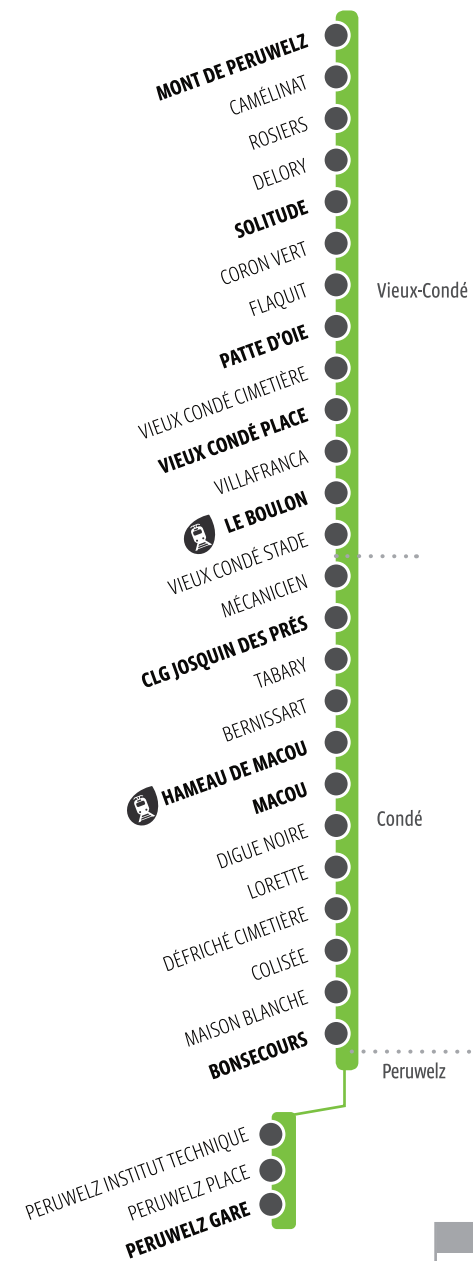 MONT DE PERUWELZ
CAMÉLINAT
ROSIERS
DELORY
SOLITUDE
CORON VERT
FLAQUIT
Vieux-Condé
PATTE D'OIE
VIEUX CONDÉ CIMETIÈRE
VIEUX CONDÉ PLACE
VILLAFRANCA
LE BOULON
VIEUX CONDÉ STADE
MÉCANICIEN
CLG JOSQUIN DES PRÉS
TABARY
BERNISSART
HAMEAU DE MACOU
MACOU
Condé
DIGUE NOIRE
LORETTE
DÉFRICHÉ CIMETIÈRE
COLISÉE
MAISON BLANCHE
BONSECOURS
Peruwelz
PERUWELZ INSTITUT TECHNIQUE
PERUWELZ PLACE
PERUWELZ GARE